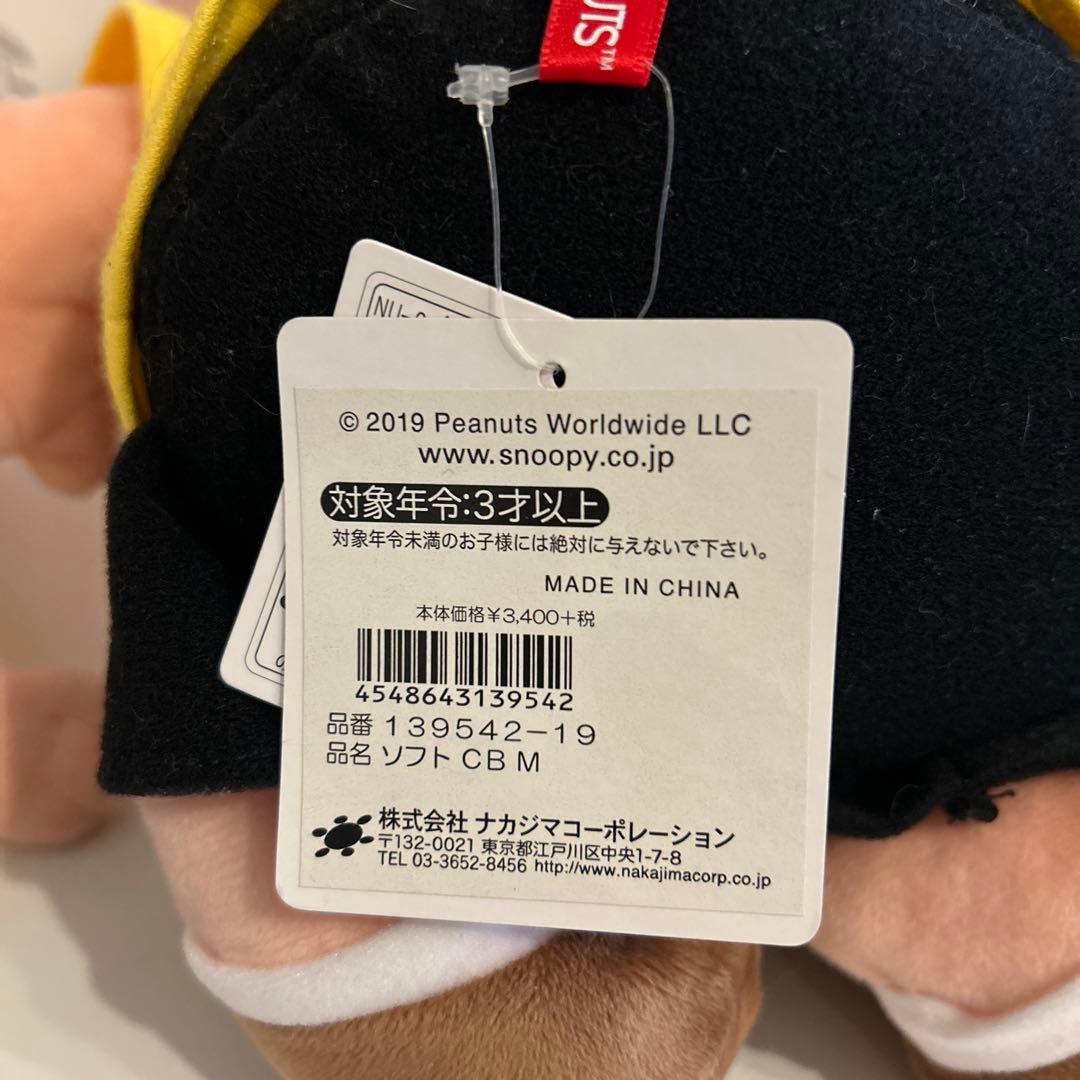 UTS™
NU-
© 2019 Peanuts Worldwide LLC
www.snoopy.co.jp
対象年令:3才以上
対象年令未満のお子様には絶対に与えないで下さい。
MADE IN CHINA
本体価格¥3,400+税
4548643139542
品番 139542-19
品名 ソフト CB M
株式会社 ナカジマコーポレーション
〒132-0021 東京都江戸川区中央1-7-8
TEL 03-3652-8456 http://www.nakajimacorp.co.jp